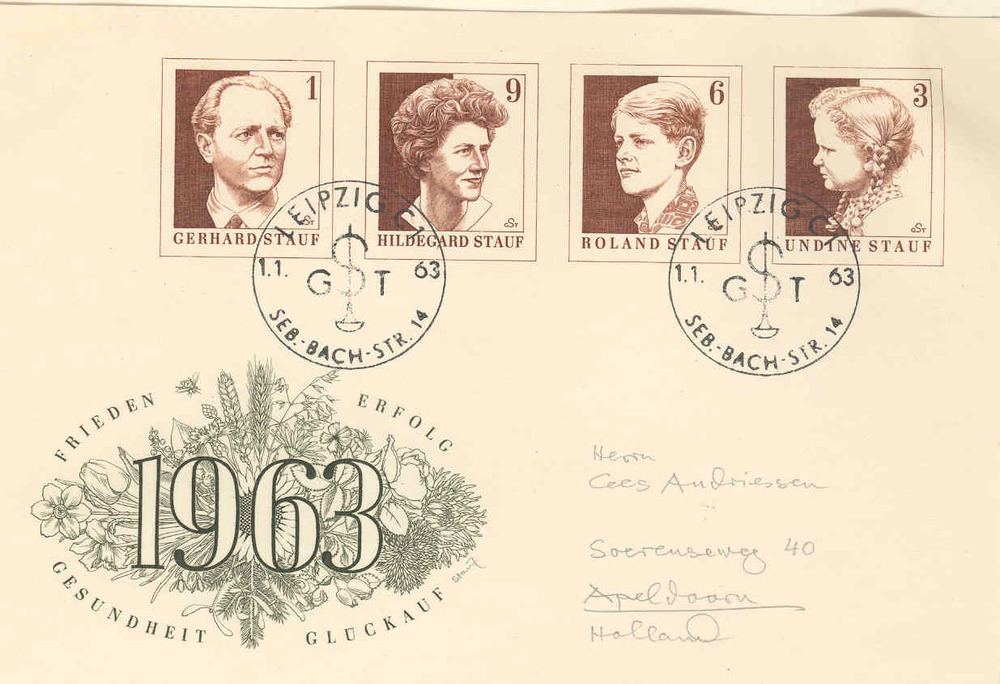 1
GERHARD STAUF
9
HILDEGARD STAUF
6
ROLAND STAUF
3
UNDINE STAUF
LEIPZIG C1
1.1. 63
G S T
SEB.-BACH-STR. 14
LEIPZIG C1
1.1. 63
G S T
SEB.-BACH-STR. 14
FRIEDEN
ERFOLG
1963
GESUNDHEIT
GLÜCKAUF
Stauf
Herrn
Cees Andriessen
Soerenseweg 40
Apeldoorn
Holland